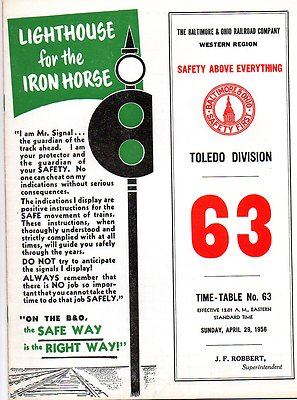 LIGHTHOUSE
for the
IRON HORSE
"I am Mr. Signal...
the guardian of the
track ahead. I am
your protector and
the guardian of
your SAFETY. No
one can cheat on my
indications without serious
consequences.
The indications I display are
positive instructions for the
SAFE movement of trains.
These instructions, when
thoroughly understood and
strictly complied with at all
times, will guide you safely
through the years.
DO NOT try to anticipate
the signals I display!
ALWAYS remember that
there is NO job so impor-
tant that you cannot take the
time to do that job SAFELY."
"ON THE B&O,
the SAFE WAY
is the RIGHT WAY!"
THE BALTIMORE & OHIO RAILROAD COMPANY
WESTERN REGION
SAFETY ABOVE EVERYTHING
BALTIMORE & OHIO
SAFETY FIRST
TOLEDO DIVISION
63
TIME-TABLE No. 63
EFFECTIVE 12:01 A. M., EASTERN
STANDARD TIME
SUNDAY, APRIL 29, 1956
J. F. ROBBERT,
Superintendent